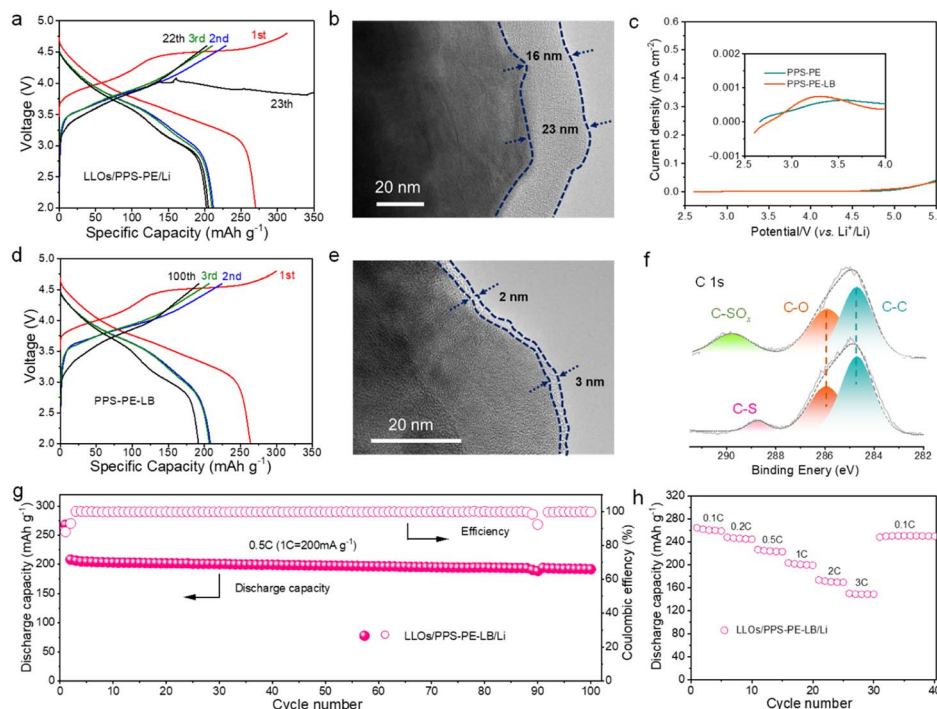 a
Voltage (V)
5.0
4.5
4.0
3.5
3.0
2.5
2.0
22th 3rd 2nd
1st
23th
LLOs/PPS-PE/Li
0 50 100 150 200 250 300 350
Specific Capacity (mAh g⁻¹)
b
16 nm
23 nm
20 nm
c
Current density (mA cm⁻²)
0.6
0.5
0.4
0.3
0.2
0.1
0.0
0.002
0.001
0.000
-0.001
PPS-PE
PPS-PE-LB
3.0 3.5 4.0
2.5 3.0 3.5 4.0 4.5 5.0 5.5
Potential/V (vs. Li⁺/Li)
d
Voltage (V)
5.0
4.5
4.0
3.5
3.0
2.5
2.0
100th 3rd 2nd
1st
PPS-PE-LB
0 50 100 150 200 250 300 350
Specific Capacity (mAh g⁻¹)
e
2 nm
3 nm
20 nm
f
C 1s
C-SOₓ
C-O
C-C
C-S
290 288 286 284 282
Binding Enery (eV)
g
Discharge capacity (mAh g⁻¹)
300
250
200
150
100
50
0
Efficiency
0.5C (1C=200mA g⁻¹)
Discharge capacity
LLOs/PPS-PE-LB/Li
100
80
60
40
20
0
Coulombic effiency (%)
0 10 20 30 40 50 60 70 80 90 100
Cycle number
h
Discharge capacity (mAh g⁻¹)
320
280
240
200
160
120
80
40
0
0.1C
0.2C
0.5C
1C
2C
3C
0.1C
LLOs/PPS-PE-LB/Li
0 10 20 30 40
Cycle number